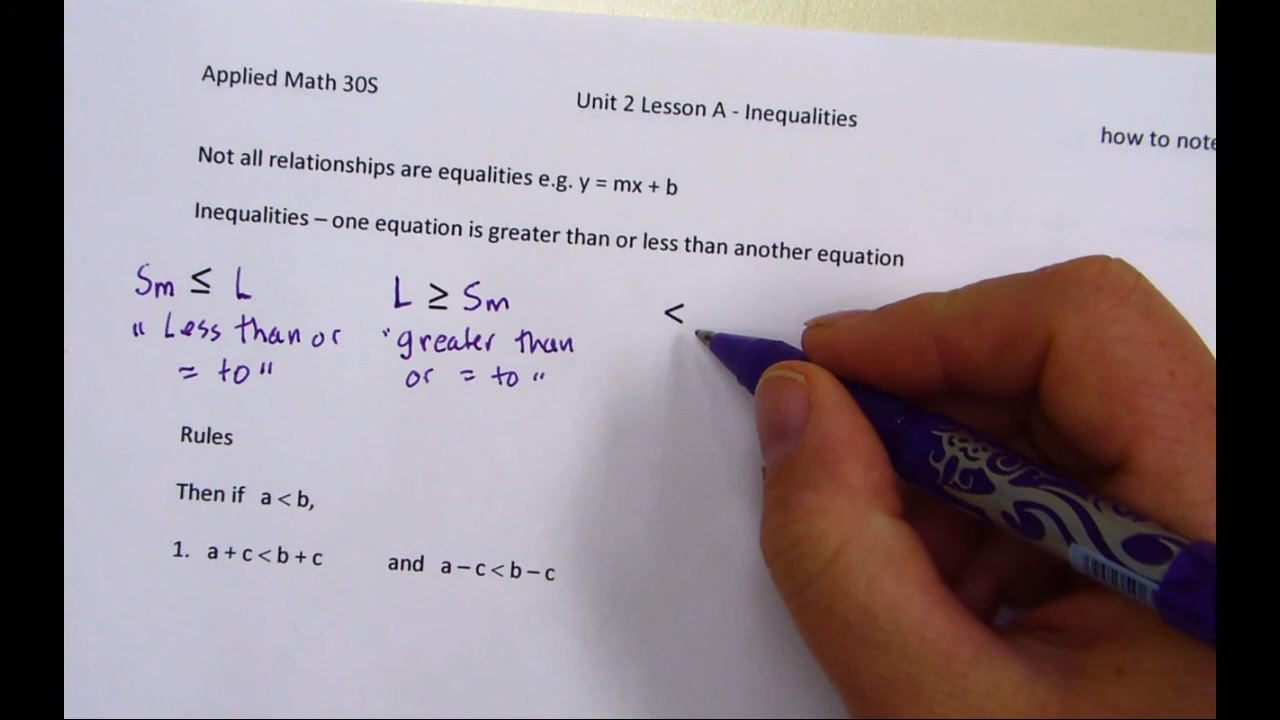 Applied Math 30S
Unit 2 Lesson A - Inequalities
how to note
Not all relationships are equalities e.g. y = mx + b
Inequalities – one equation is greater than or less than another equation
Sm ≤ L L ≥ Sm <
" Less than or "greater than
= to " or = to "
Rules
Then if a < b,
1. a + c < b + c and a – c < b – c